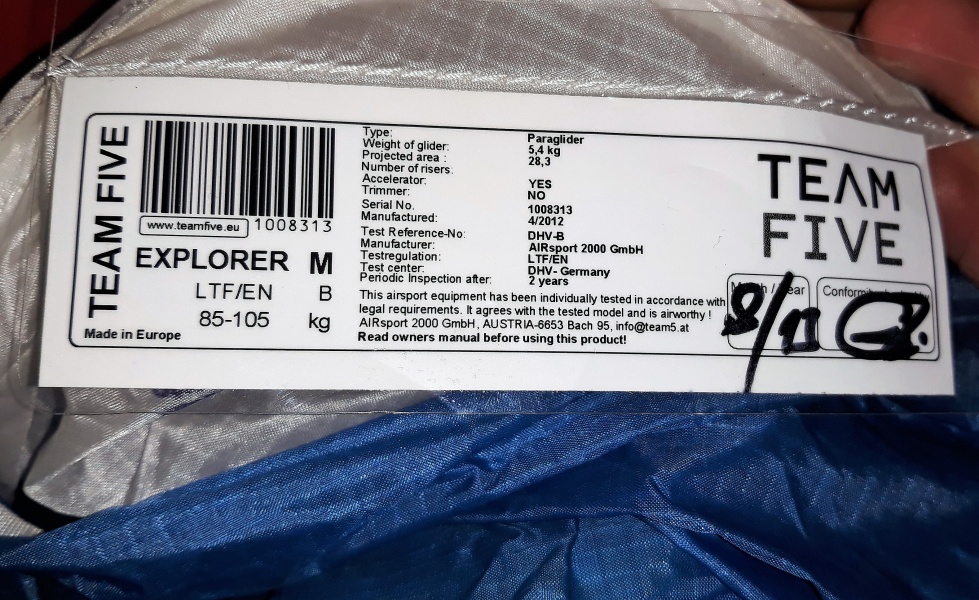 TEAM FIVE
www.teamfive.eu 1008313
EXPLORER M
LTF/EN B
85-105 kg
Made in Europe
Type: Paraglider
Weight of glider: 5,4 kg
Projected area : 28,3
Number of risers:
Accelerator: YES
Trimmer: NO
Serial No. 1008313
Manufactured: 4/2012
Test Reference-No: DHV-B
Manufacturer: AIRsport 2000 GmbH
Testregulation: LTF/EN
Test center: DHV- Germany
Periodic Inspection after: 2 years
This airsport equipment has been individually tested in accordance with
legal requirements. It agrees with the tested model and is airworthy !
AIRsport 2000 GmbH, AUSTRIA-6653 Bach 95, info@team5.at
Read owners manual before using this product!
TEAM
FIVE